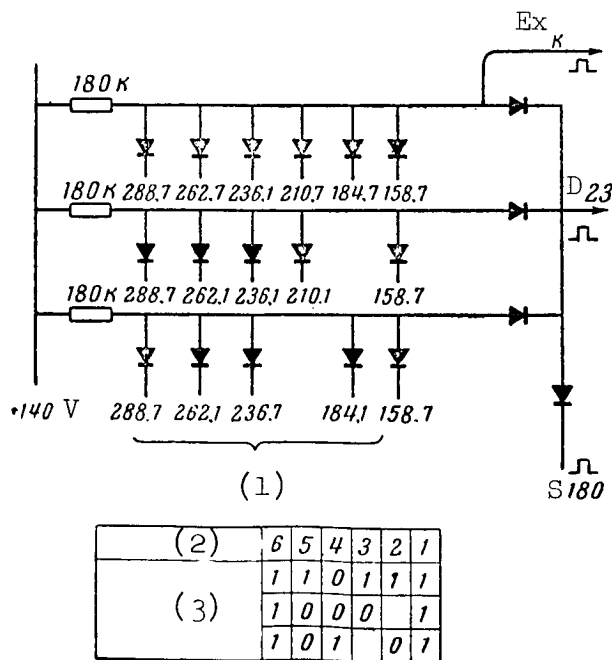 Ex K
180 K
288,7 262,7 236,1 210,7 184,7 158,7
180K
D 23
288,7 262,1 236,1 210,1 158,7
180K
288,7 262,1 236,7 184,1 158,7
+140 V
(1)
S 180
(2) 6 5 4 3 2 1
(3) 1 1 0 1 1 1
1 0 0 0 1
1 0 1 0 1